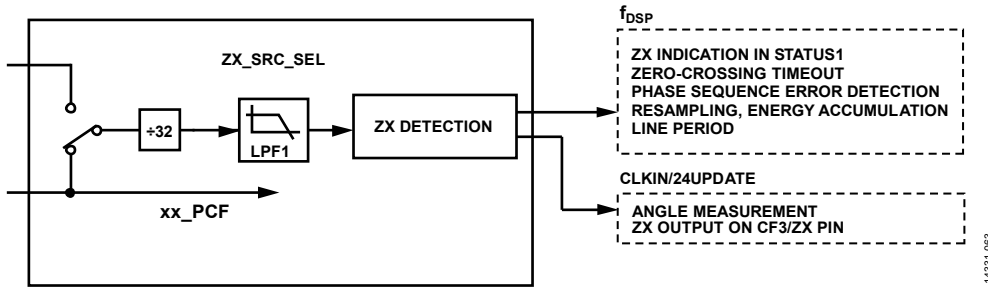 f_DSP
ZX_SRC_SEL
ZX INDICATION IN STATUS1
ZERO-CROSSING TIMEOUT
PHASE SEQUENCE ERROR DETECTION
RESAMPLING, ENERGY ACCUMULATION
LINE PERIOD
÷32
LPF1
ZX DETECTION
xx_PCF
CLKIN/24UPDATE
ANGLE MEASUREMENT
ZX OUTPUT ON CF3/ZX PIN